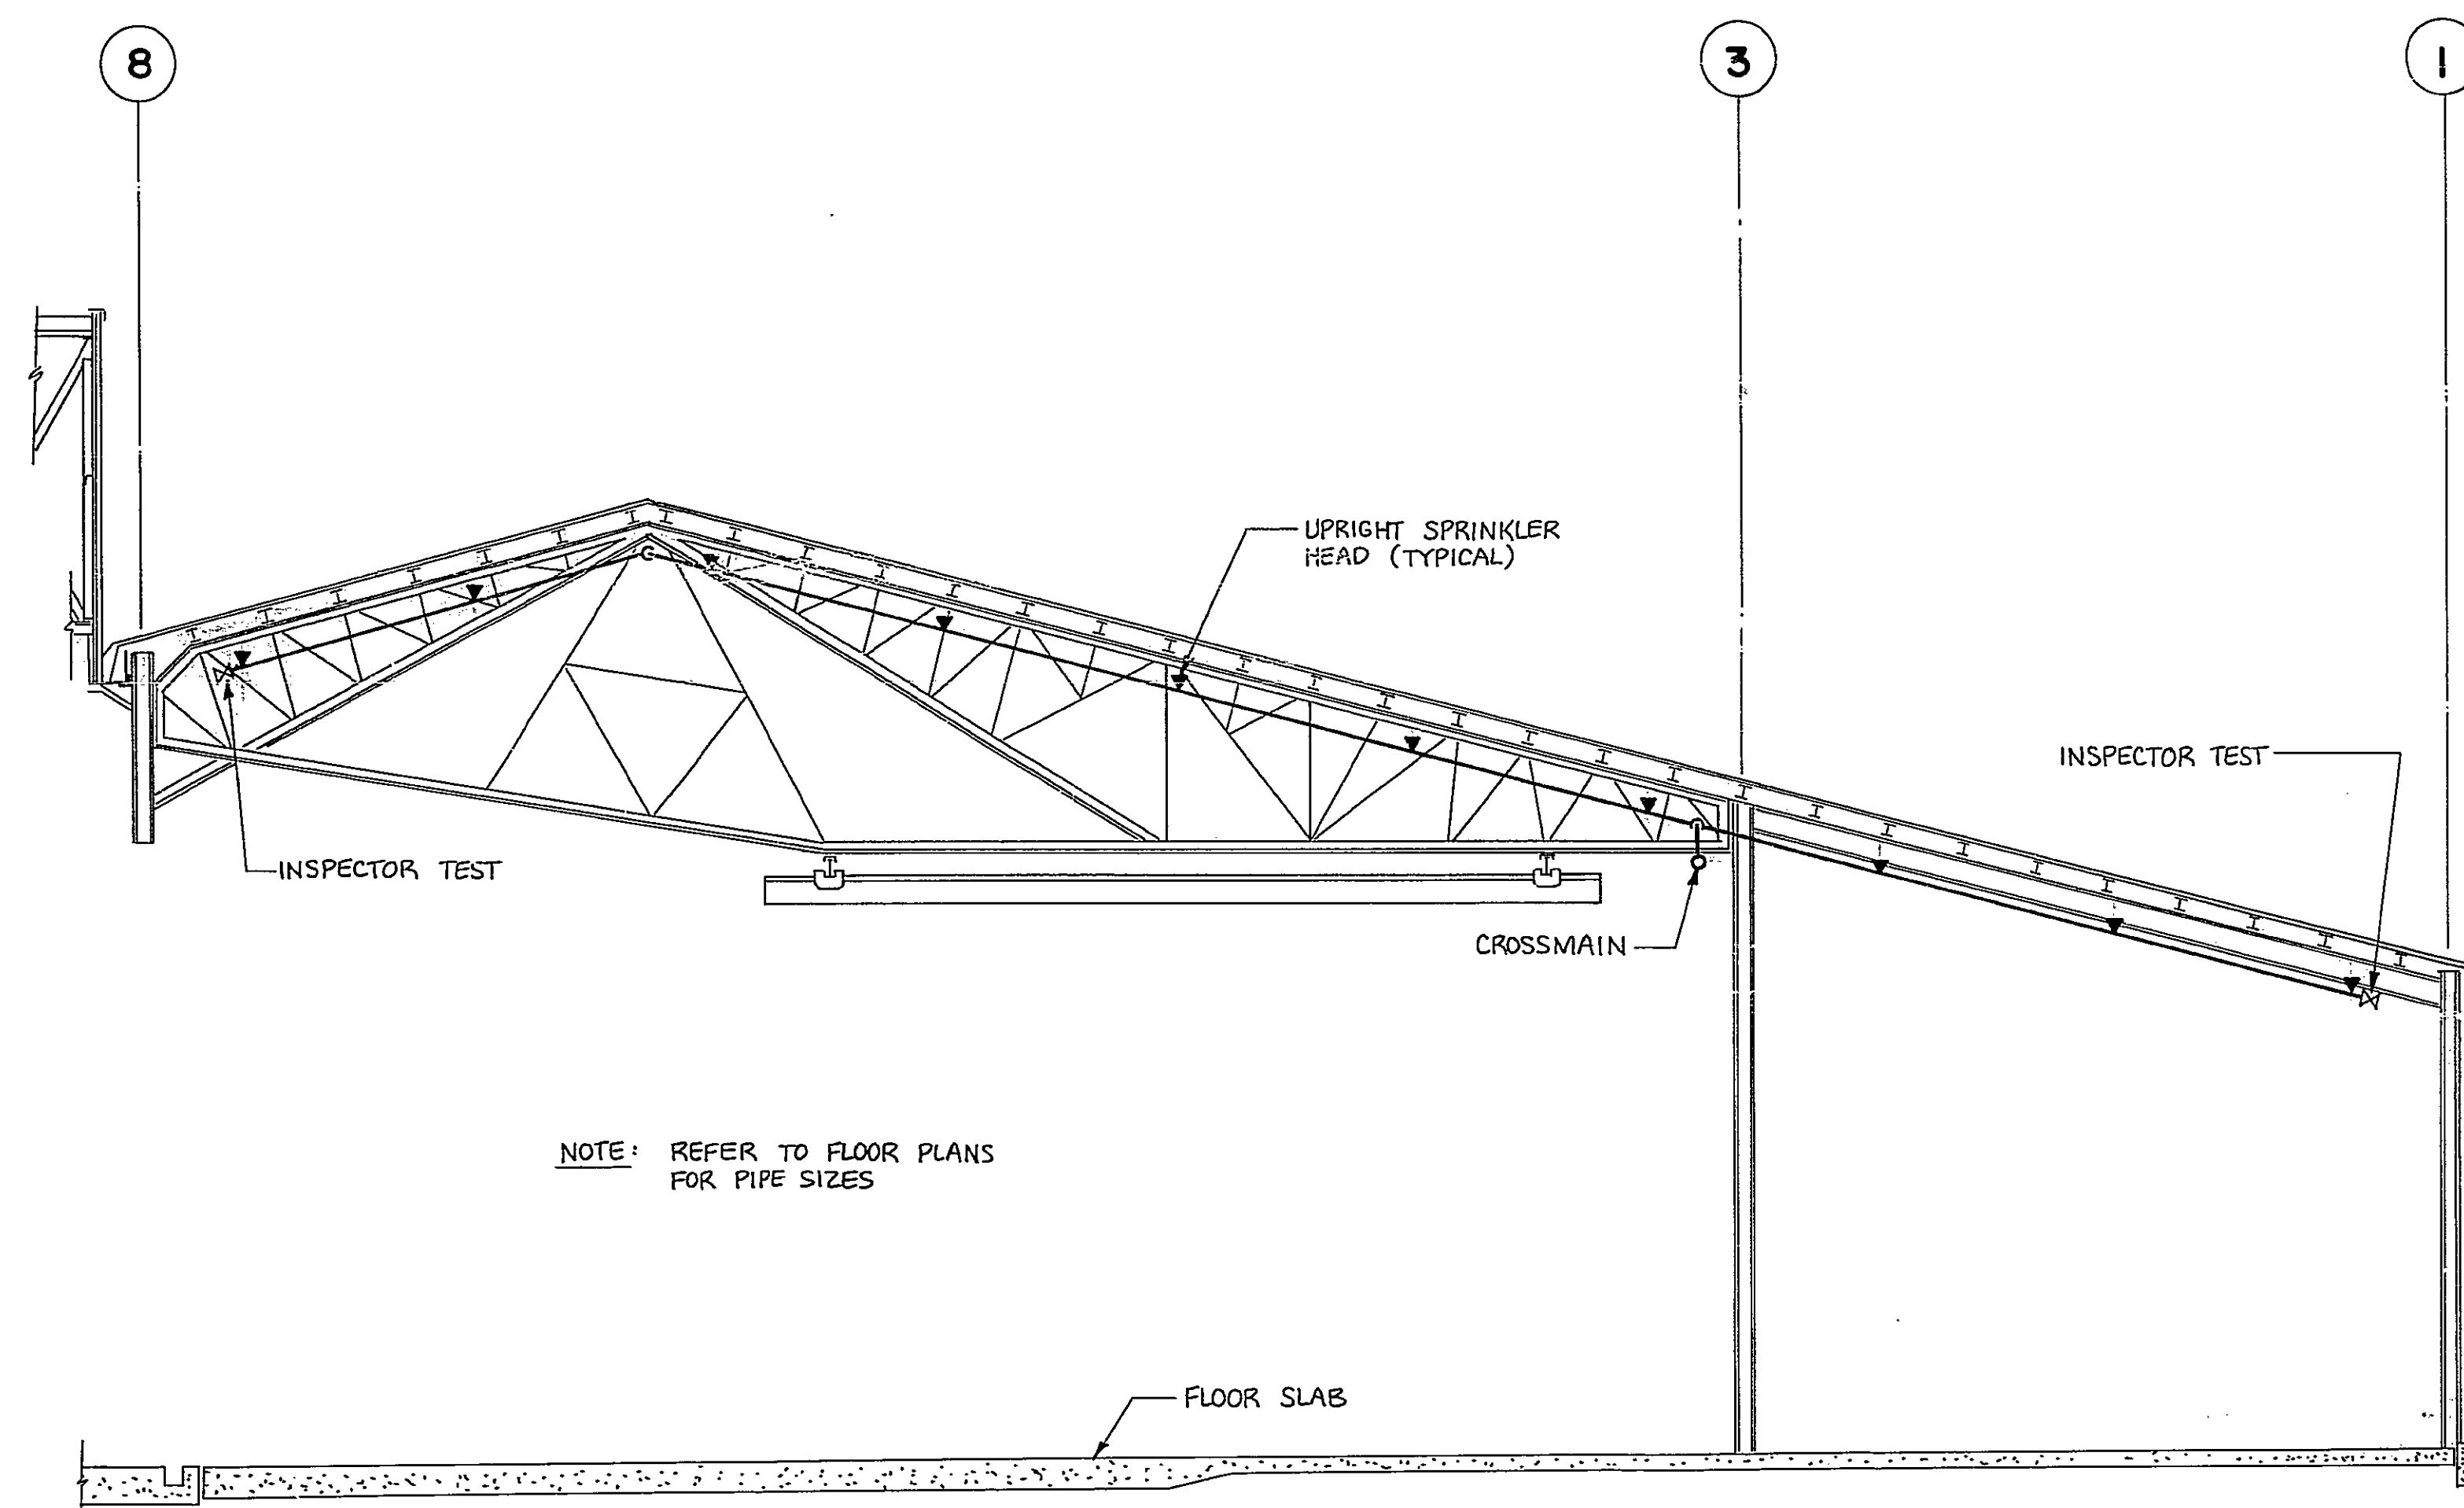 8
3
1
UPRIGHT SPRINKLER
HEAD (TYPICAL)
INSPECTOR TEST
INSPECTOR TEST
CROSSMAIN
NOTE: REFER TO FLOOR PLANS
FOR PIPE SIZES
FLOOR SLAB